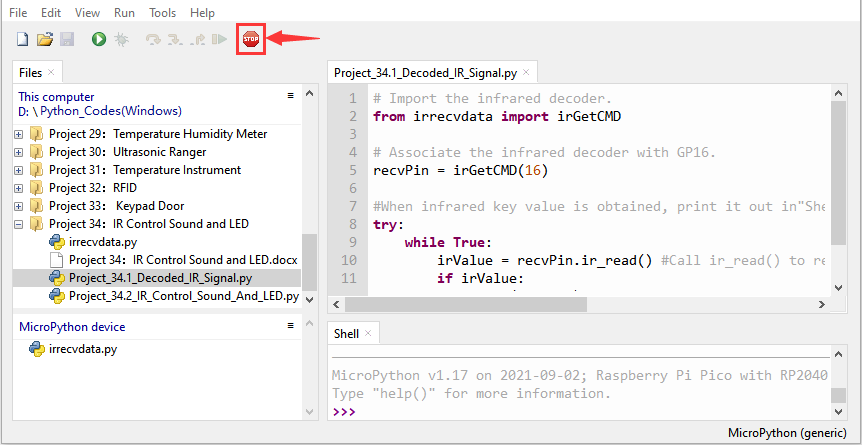 File Edit View Run Tools Help
STOP
Files
This computer
D: \ Python_Codes(Windows)
Project 29：Temperature Humidity Meter
Project 30：Ultrasonic Ranger
Project 31：Temperature Instrument
Project 32：RFID
Project 33： Keypad Door
Project 34：IR Control Sound and LED
irrecvdata.py
Project 34：IR Control Sound and LED.docx
Project_34.1_Decoded_IR_Signal.py
Project_34.2_IR_Control_Sound_And_LED.py
MicroPython device
irrecvdata.py
Project_34.1_Decoded_IR_Signal.py
1 # Import the infrared decoder.
2 from irrecvdata import irGetCMD
3
4 # Associate the infrared decoder with GP16.
5 recvPin = irGetCMD(16)
6
7 #When infrared key value is obtained, print it out in"She
8 try:
9 while True:
10 irValue = recvPin.ir_read() #Call ir_read() to re
11 if irValue:
Shell
MicroPython v1.17 on 2021-09-02; Raspberry Pi Pico with RP2040
Type "help()" for more information.
>>>
MicroPython (generic)